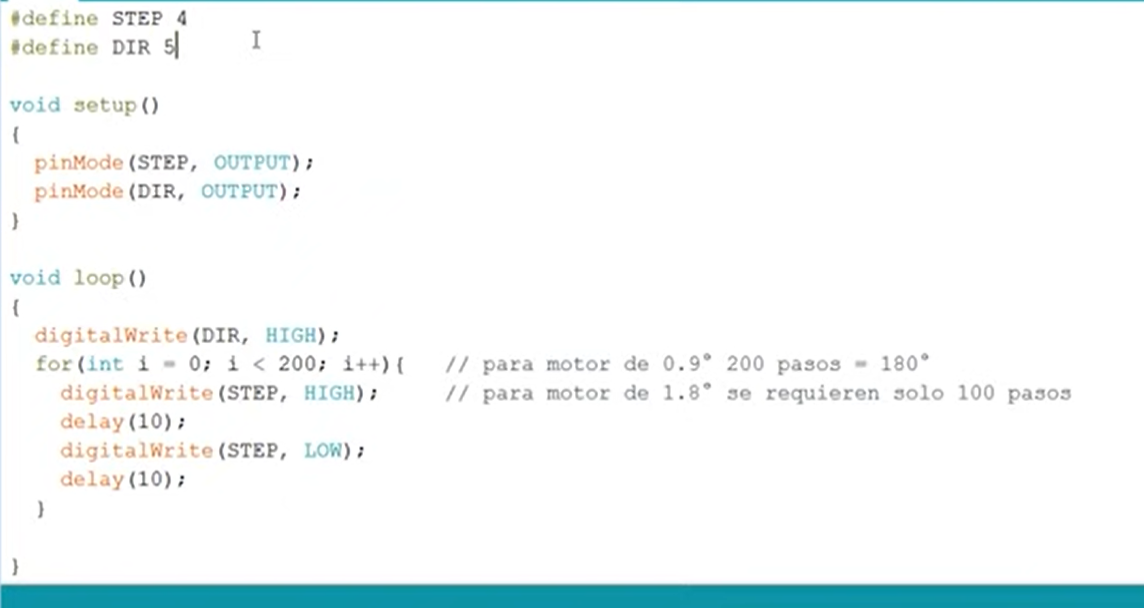 #define STEP 4
#define DIR 5
void setup()
{
pinMode(STEP, OUTPUT);
pinMode(DIR, OUTPUT);
}
void loop()
{
digitalWrite(DIR, HIGH);
for(int i = 0; i < 200; i++){ // para motor de 0.9° 200 pasos = 180°
digitalWrite(STEP, HIGH); // para motor de 1.8° se requieren solo 100 pasos
delay(10);
digitalWrite(STEP, LOW);
delay(10);
}
}